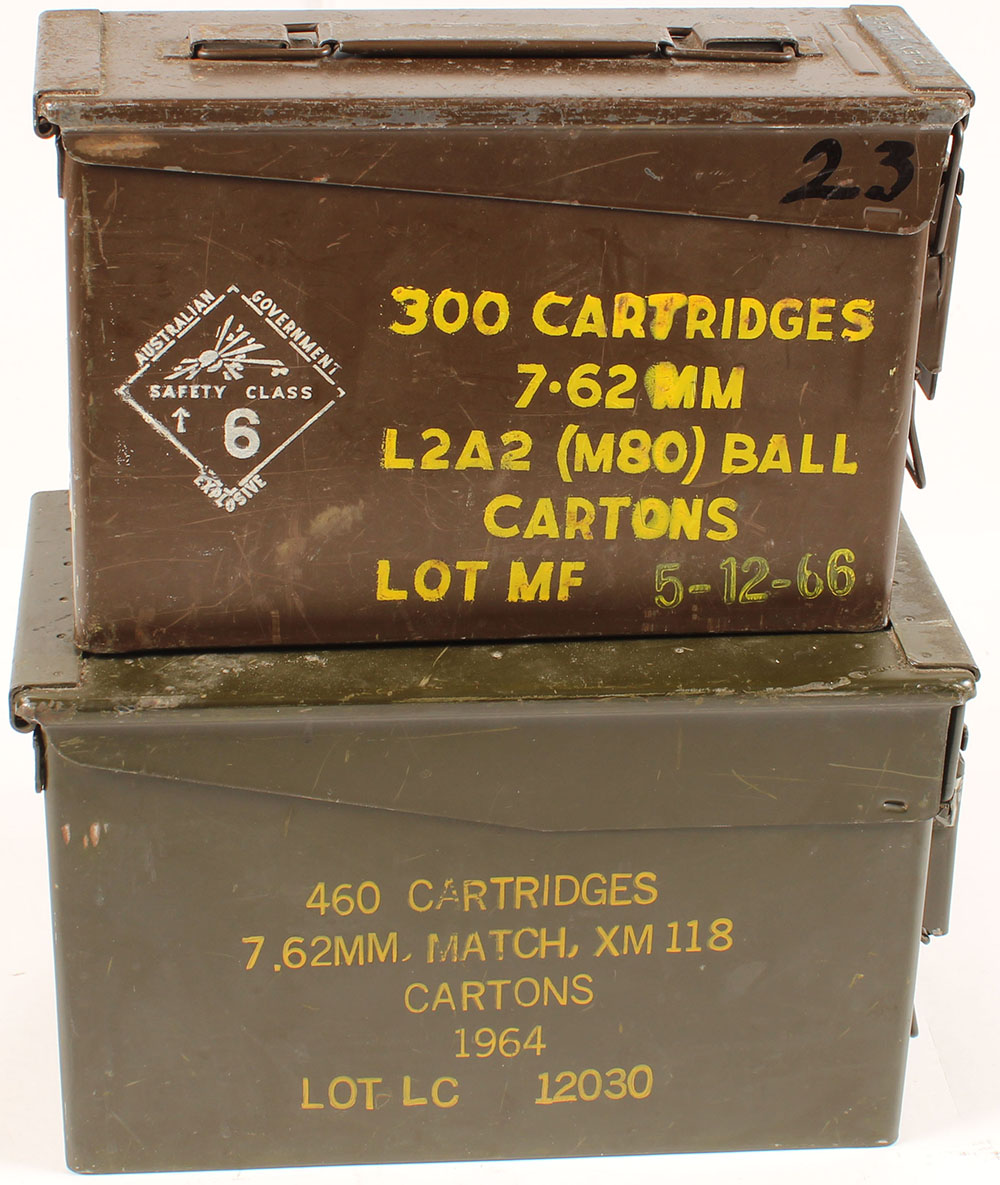 23
AUSTRALIAN GOVERNMENT
SAFETY CLASS
6
EXPLOSIVE
300 CARTRIDGES
7·62 MM
L2A2 (M80) BALL
CARTONS
LOT MF 5-12-66
460 CARTRIDGES
7.62MM, MATCH, XM 118
CARTONS
1964
LOT LC 12030